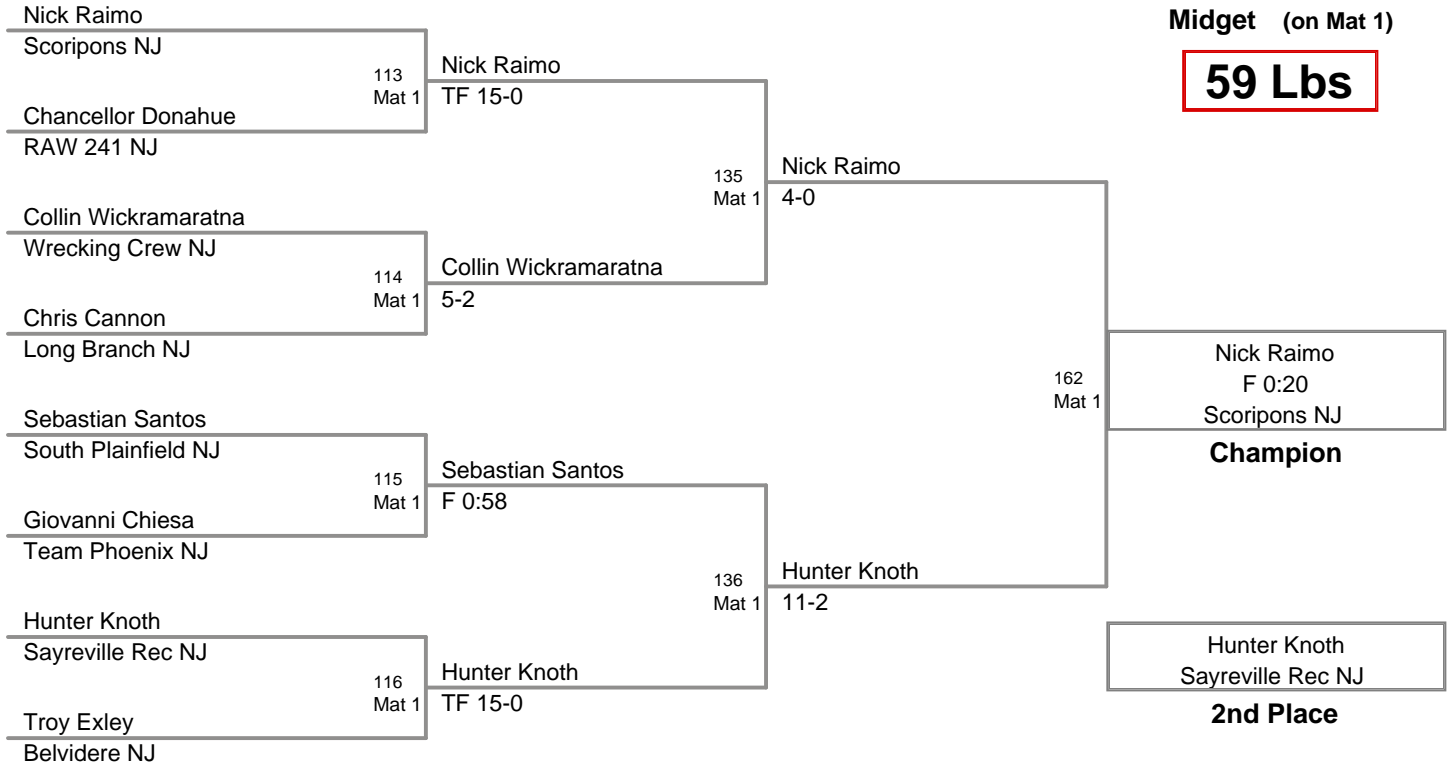 Midget (on Mat 1)
59 Lbs
Nick Raimo
Scoripons NJ
113
Mat 1
Chancellor Donahue
RAW 241 NJ
Nick Raimo
TF 15-0
Collin Wickramaratna
Wrecking Crew NJ
114
Mat 1
Chris Cannon
Long Branch NJ
Collin Wickramaratna
5-2
135
Mat 1
Nick Raimo
4-0
Sebastian Santos
South Plainfield NJ
115
Mat 1
Giovanni Chiesa
Team Phoenix NJ
Sebastian Santos
F 0:58
Hunter Knoth
Sayreville Rec NJ
116
Mat 1
Troy Exley
Belvidere NJ
Hunter Knoth
TF 15-0
136
Mat 1
Hunter Knoth
11-2
162
Mat 1
Nick Raimo
F 0:20
Scoripons NJ
Champion
Hunter Knoth
Sayreville Rec NJ
2nd Place